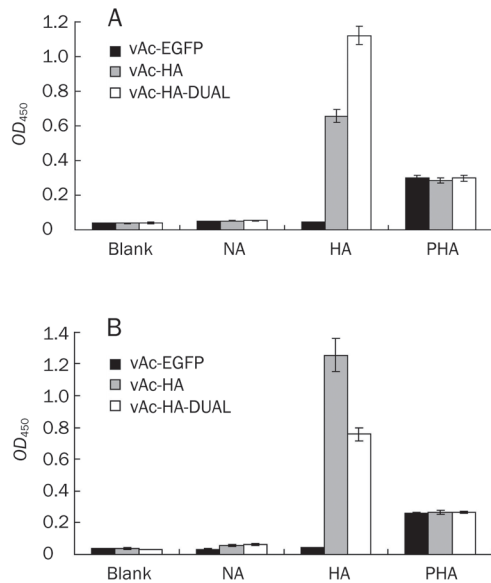 A
vAc-EGFP
vAc-HA
vAc-HA-DUAL
OD450
1.2
1.0
0.8
0.6
0.4
0.2
0
Blank NA HA PHA
B
vAc-EGFP
vAc-HA
vAc-HA-DUAL
OD450
1.4
1.2
1.0
0.8
0.6
0.4
0.2
0
Blank NA HA PHA